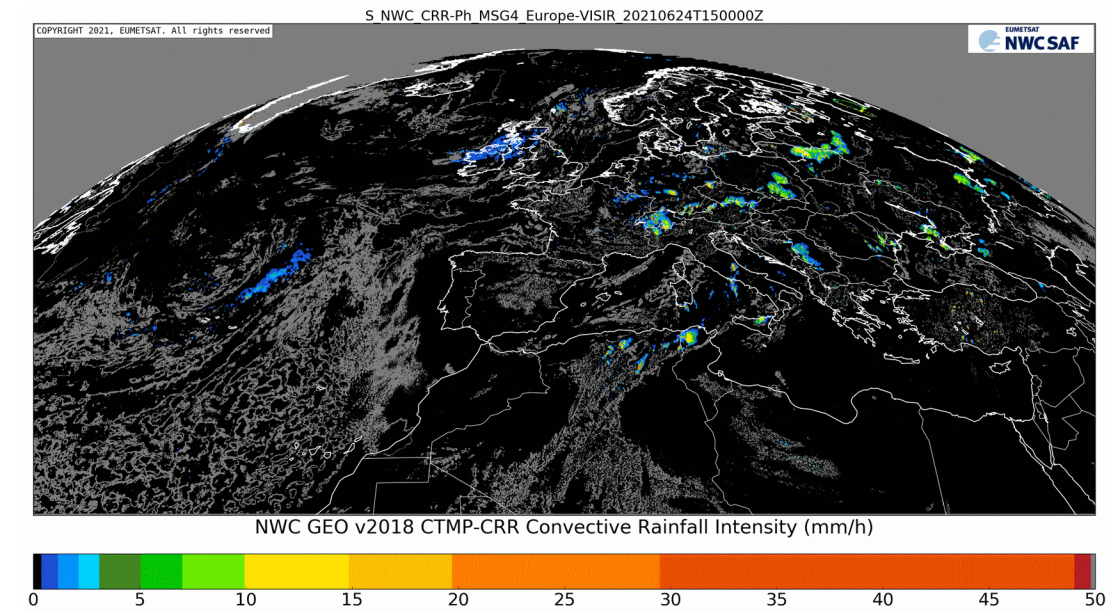 S_NWC_CRR-Ph_MSG4_Europe-VISIR_20210624T150000Z
COPYRIGHT 2021, EUMETSAT. All rights reserved
EUMETSAT
NWC SAF
NWC GEO v2018 CTMP-CRR Convective Rainfall Intensity (mm/h)
0 5 10 15 20 25 30 35 40 45 50